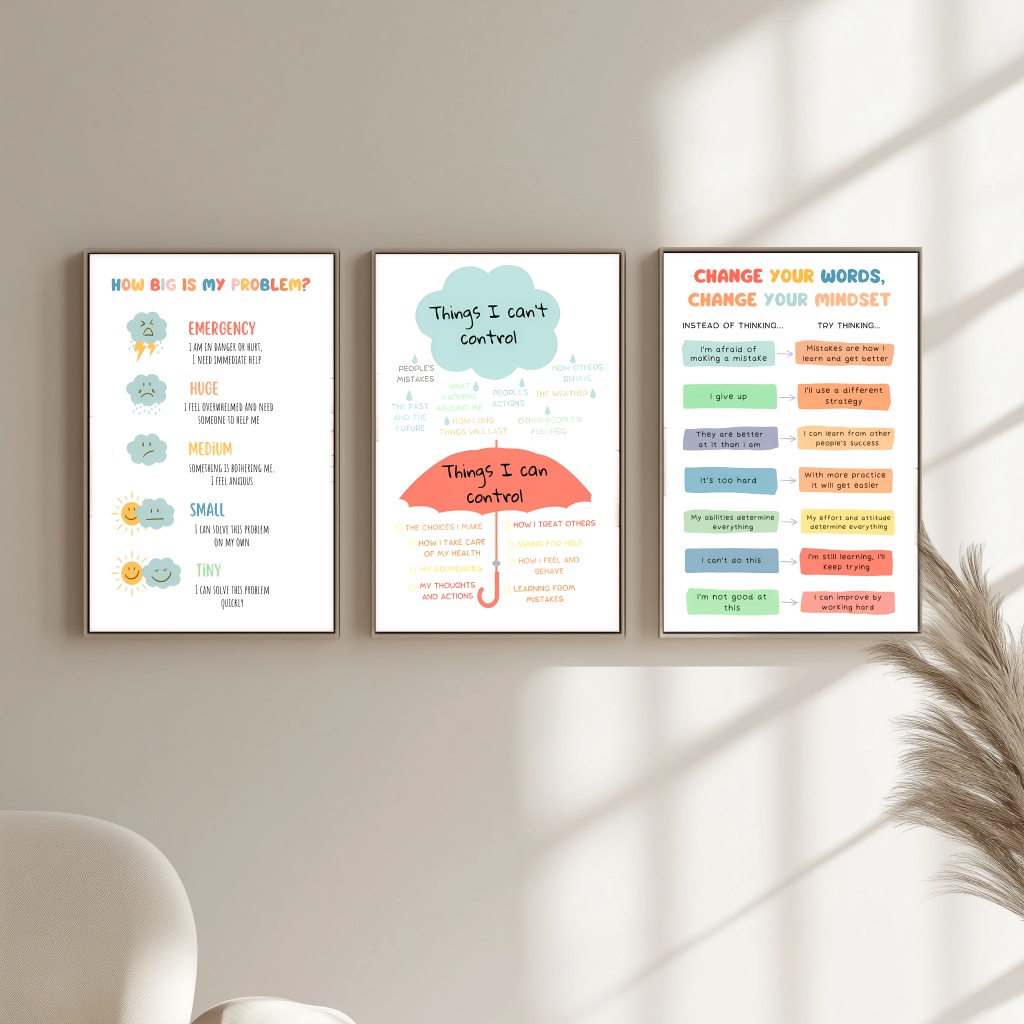 HOW BIG IS MY PROBLEM?
EMERGENCY
I AM IN DANGER OR HURT,
I NEED IMMEDIATE HELP
HUGE
I FEEL OVERWHELMED AND NEED
SOMEONE TO HELP ME
MEDIUM
SOMETHING IS BOTHERING ME,
I FEEL ANXIOUS
SMALL
I CAN SOLVE THIS PROBLEM
ON MY OWN
TINY
I CAN SOLVE THIS PROBLEM
QUICKLY
Things I can't
control
PEOPLE'S
MISTAKES
HOW OTHERS
BEHAVE
WHAT
HAPPENS
AROUND ME
PEOPLE'S
ACTIONS
THE WEATHER
THE PAST
AND THE
FUTURE
HOW LONG
THINGS WILL LAST
OTHER PEOPLE'S
FEELINGS
Things I can
control
THE CHOICES I MAKE
HOW I TREAT OTHERS
HOW I TAKE CARE
OF MY HEALTH
ASKING FOR HELP
MY BOUNDARIES
HOW I FEEL AND
BEHAVE
MY THOUGHTS
AND ACTIONS
LEARNING FROM
MISTAKES
CHANGE YOUR WORDS,
CHANGE YOUR MINDSET
INSTEAD OF THINKING...
TRY THINKING...
I'm afraid of
making a mistake
Mistakes are how I
learn and get better
I give up
I'll use a different
strategy
They are better
at it than i am
I can learn from other
people's success
It's too hard
With more practice
it will get easier
My abilities determine
everything
My effort and attitude
determine everything
I can't do this
I'm still learning, I'll
keep trying
I'm not good at
this
I can improve by
working hard